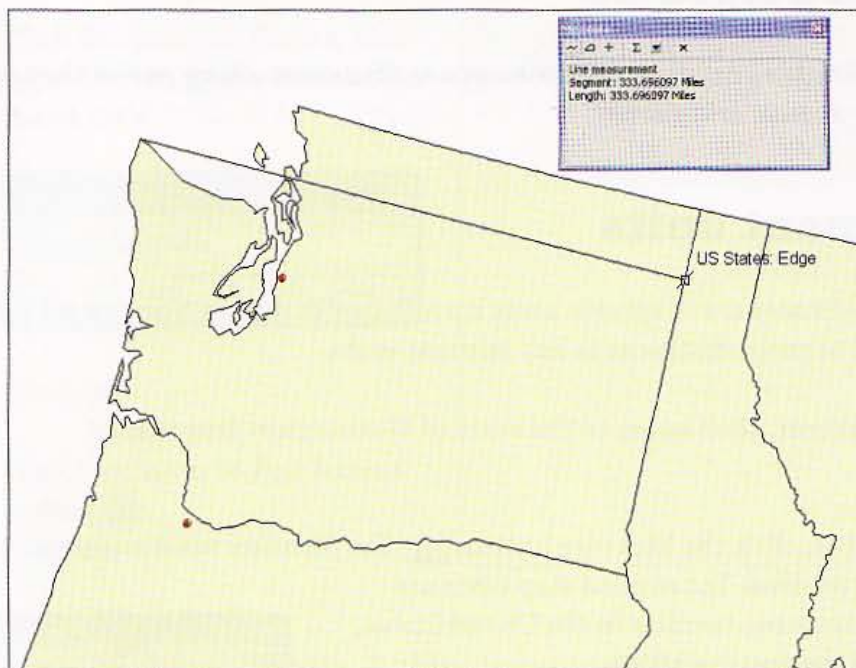 Line measurement
Segment: 333.696097 Miles
Length: 333.696097 Miles
US States: Edge